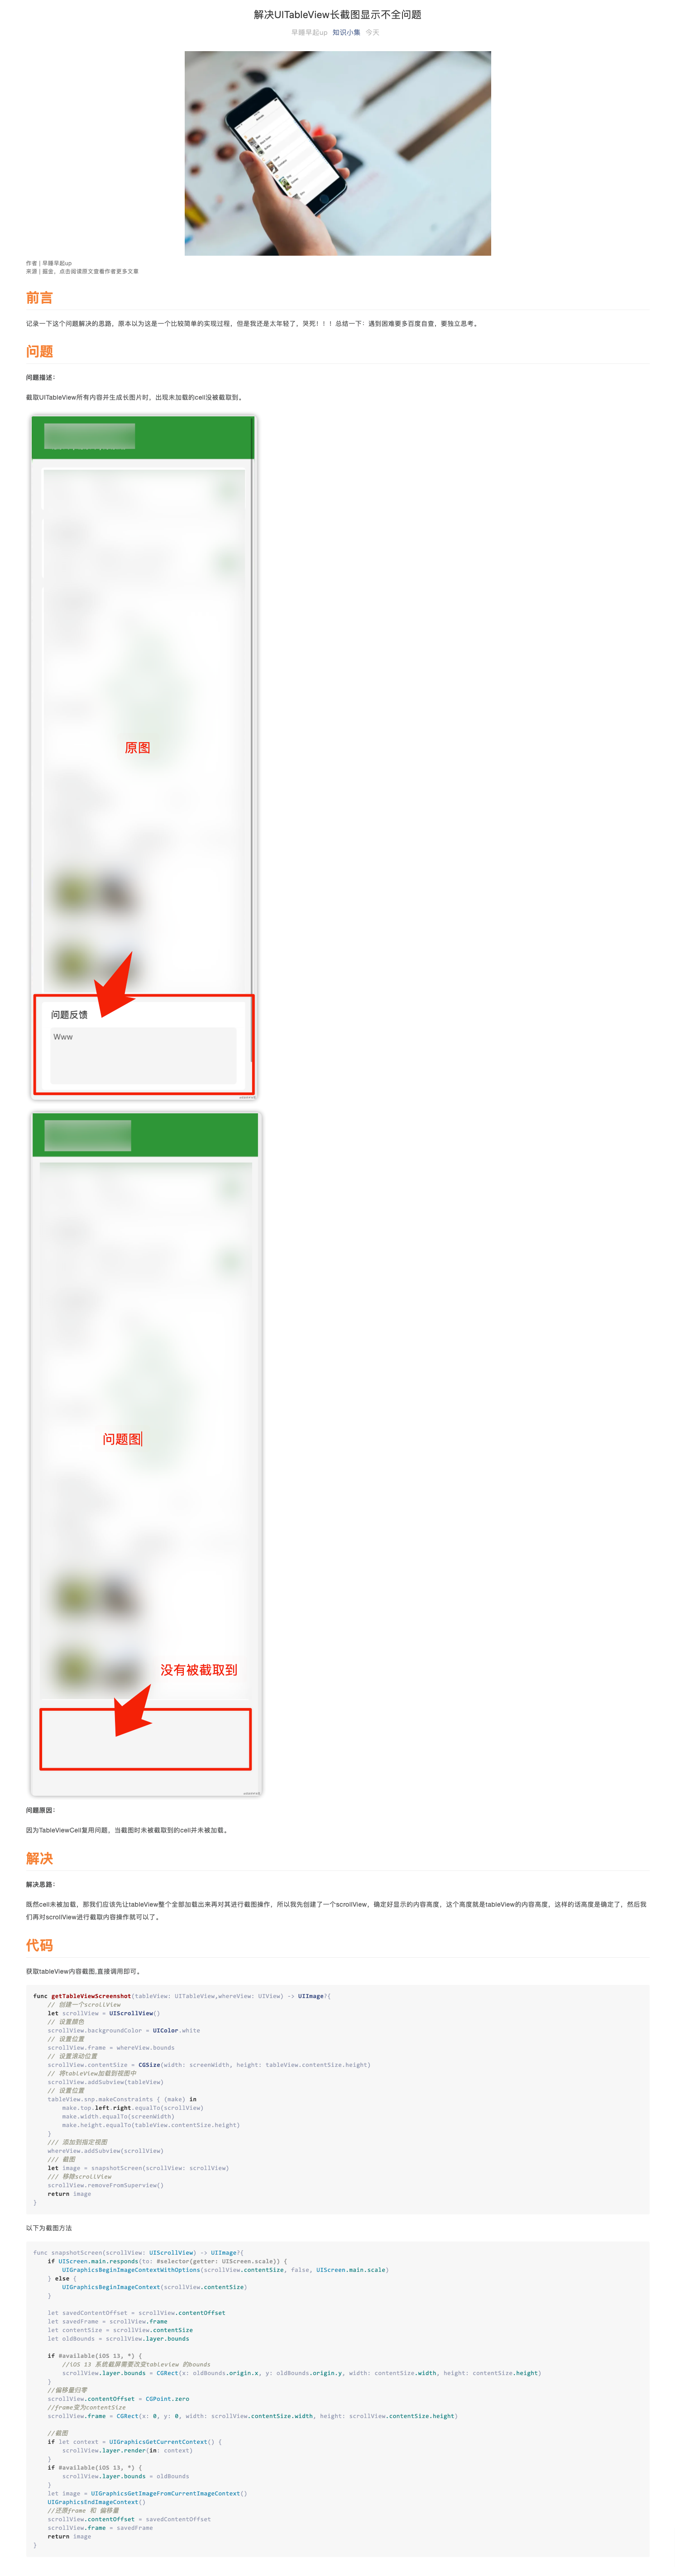 解决UITableView长截图显示不全问题
早睡早起up 知识小集 今天
作者 | 早睡早起up
来源 | 掘金，点击阅读原文查看作者更多文章
前言
记录一下这个问题解决的思路，原本以为这是一个比较简单的实现过程，但是我还是太年轻了，哭死！！！总结一下：遇到困难要多百度自查，要独立思考。
问题
问题描述：
截取UITableView所有内容并生成长图片时，出现未加载的cell没被截取到。
原图
问题反馈
Www
问题图
没有被截取到
问题原因：
因为TableViewCell复用问题，当截图时未被截取到的cell并未被加载。
解决
解决思路：
既然cell未被加载，那我们应该先让tableView整个全部加载出来再对其进行截图操作，所以我先创建了一个scrollView，确定好显示的内容高度，这个高度就是tableView的内容高度，这样的话高度是确定了，然后我
们再对scrollView进行截取内容操作就可以了。
代码
获取tableView内容截图,直接调用即可。
func getTableViewScreenshot(tableView: UITableView,whereView: UIView) -> UIImage?{
// 创建一个scrollView
let scrollView = UIScrollView()
// 设置颜色
scrollView.backgroundColor = UIColor.white
// 设置位置
scrollView.frame = whereView.bounds
// 设置滚动位置
scrollView.contentSize = CGSize(width: screenWidth, height: tableView.contentSize.height)
// 将tableView加载到视图中
scrollView.addSubview(tableView)
// 设置位置
tableView.snp.makeConstraints { (make) in
make.top.left.right.equalTo(scrollView)
make.width.equalTo(screenWidth)
make.height.equalTo(tableView.contentSize.height)
}
/// 添加到指定视图
whereView.addSubview(scrollView)
/// 截图
let image = snapshotScreen(scrollView: scrollView)
/// 移除scrollView
scrollView.removeFromSuperview()
return image
}
以下为截图方法
func snapshotScreen(scrollView: UIScrollView) -> UIImage?{
if UIScreen.main.responds(to: #selector(getter: UIScreen.scale)) {
UIGraphicsBeginImageContextWithOptions(scrollView.contentSize, false, UIScreen.main.scale)
} else {
UIGraphicsBeginImageContext(scrollView.contentSize)
}
let savedContentOffset = scrollView.contentOffset
let savedFrame = scrollView.frame
let contentSize = scrollView.contentSize
let oldBounds = scrollView.layer.bounds
if #available(iOS 13, *) {
//iOS 13 系统截屏需要改变tableview 的bounds
scrollView.layer.bounds = CGRect(x: oldBounds.origin.x, y: oldBounds.origin.y, width: contentSize.width, height: contentSize.height)
}
//偏移量归零
scrollView.contentOffset = CGPoint.zero
//frame变为contentSize
scrollView.frame = CGRect(x: 0, y: 0, width: scrollView.contentSize.width, height: scrollView.contentSize.height)
//截图
if let context = UIGraphicsGetCurrentContext() {
scrollView.layer.render(in: context)
}
if #available(iOS 13, *) {
scrollView.layer.bounds = oldBounds
}
let image = UIGraphicsGetImageFromCurrentImageContext()
UIGraphicsEndImageContext()
//还原frame 和 偏移量
scrollView.contentOffset = savedContentOffset
scrollView.frame = savedFrame
return image
}